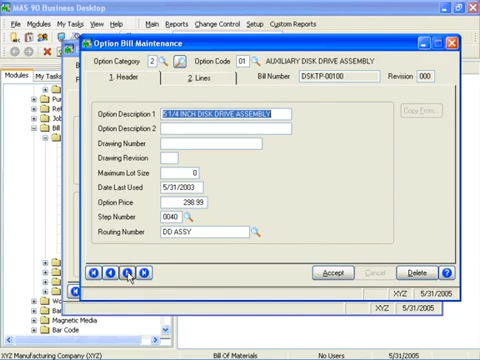 MAS 90 Business Desktop
File Modules My Tasks View Tools Help
Main Reports Change Control Setup Custom Reports
Option Bill Maintenance
Option Category 2 Option Code 01 AUXILIARY DISK DRIVE ASSEMBLY
1. Header 2. Lines Bill Number DSKTP-00100 Revision 000
Modules My Tasks
Option Description 1 5 1/4 INCH DISK DRIVE ASSEMBLY Copy From...
Option Description 2
Drawing Number
Drawing Revision
Maximum Lot Size 0
Date Last Used 5/31/2003
Option Price 298.99
Step Number 0040
Routing Number DD ASSY
Accept Cancel Delete
XYZ 5/31/2005
XYZ 5/31/2005
Magnetic Media
Bar Code
XYZ Manufacturing Company (XYZ) Bill Of Materials No Users 5/31/2005